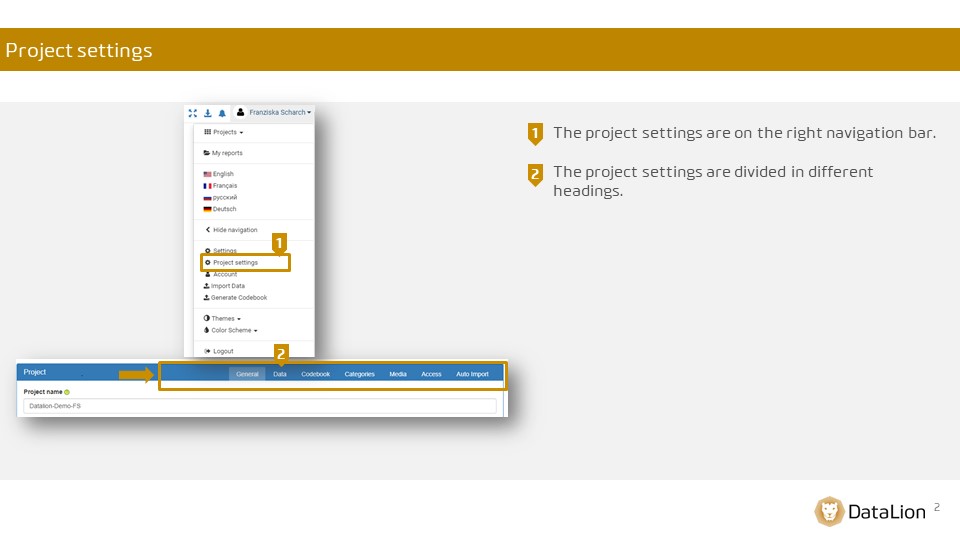 Project settings
Franziska Scharch
Projects
My reports
English
Français
русский
Deutsch
Hide navigation
1
Settings
Project settings
Account
Import Data
Generate Codebook
Themes
Color Scheme
Logout
2
Project
General Data Codebook Categories Media Access Auto Import
Project name
Datalion-Demo-FS
1 The project settings are on the right navigation bar.
2 The project settings are divided in different
headings.
DataLion 2